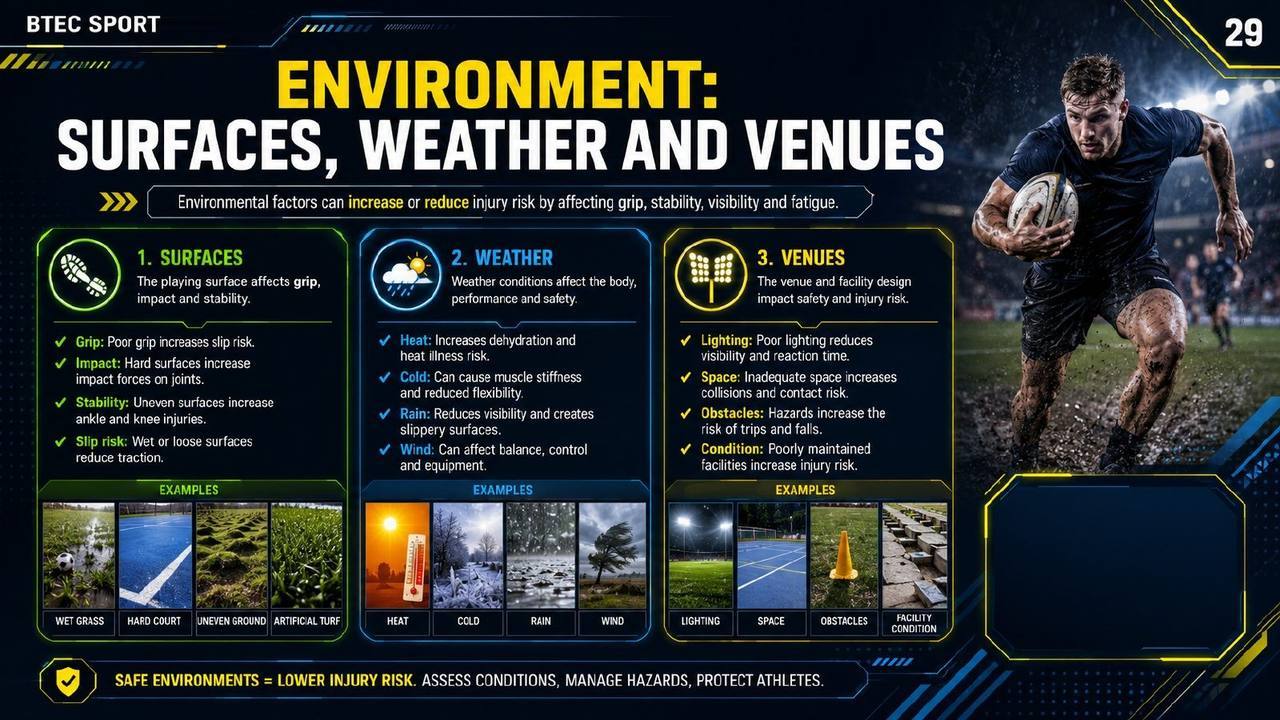 BTEC SPORT
29
ENVIRONMENT:
SURFACES, WEATHER AND VENUES
Environmental factors can increase or reduce injury risk by affecting grip, stability, visibility and fatigue.
1. SURFACES
The playing surface affects grip,
impact and stability.
Grip: Poor grip increases slip risk.
Impact: Hard surfaces increase
impact forces on joints.
Stability: Uneven surfaces increase
ankle and knee injuries.
Slip risk: Wet or loose surfaces
reduce traction.
EXAMPLES
WET GRASS
HARD COURT
UNEVEN GROUND
ARTIFICIAL TURF
2. WEATHER
Weather conditions affect the body,
performance and safety.
Heat: Increases dehydration and
heat illness risk.
Cold: Can cause muscle stiffness
and reduced flexibility.
Rain: Reduces visibility and creates
slippery surfaces.
Wind: Can affect balance, control
and equipment.
EXAMPLES
HEAT
COLD
RAIN
WIND
3. VENUES
The venue and facility design
impact safety and injury risk.
Lighting: Poor lighting reduces
visibility and reaction time.
Space: Inadequate space increases
collisions and contact risk.
Obstacles: Hazards increase the
risk of trips and falls.
Condition: Poorly maintained
facilities increase injury risk.
EXAMPLES
LIGHTING
SPACE
OBSTACLES
FACILITY
CONDITION
SAFE ENVIRONMENTS = LOWER INJURY RISK. ASSESS CONDITIONS, MANAGE HAZARDS, PROTECT ATHLETES.